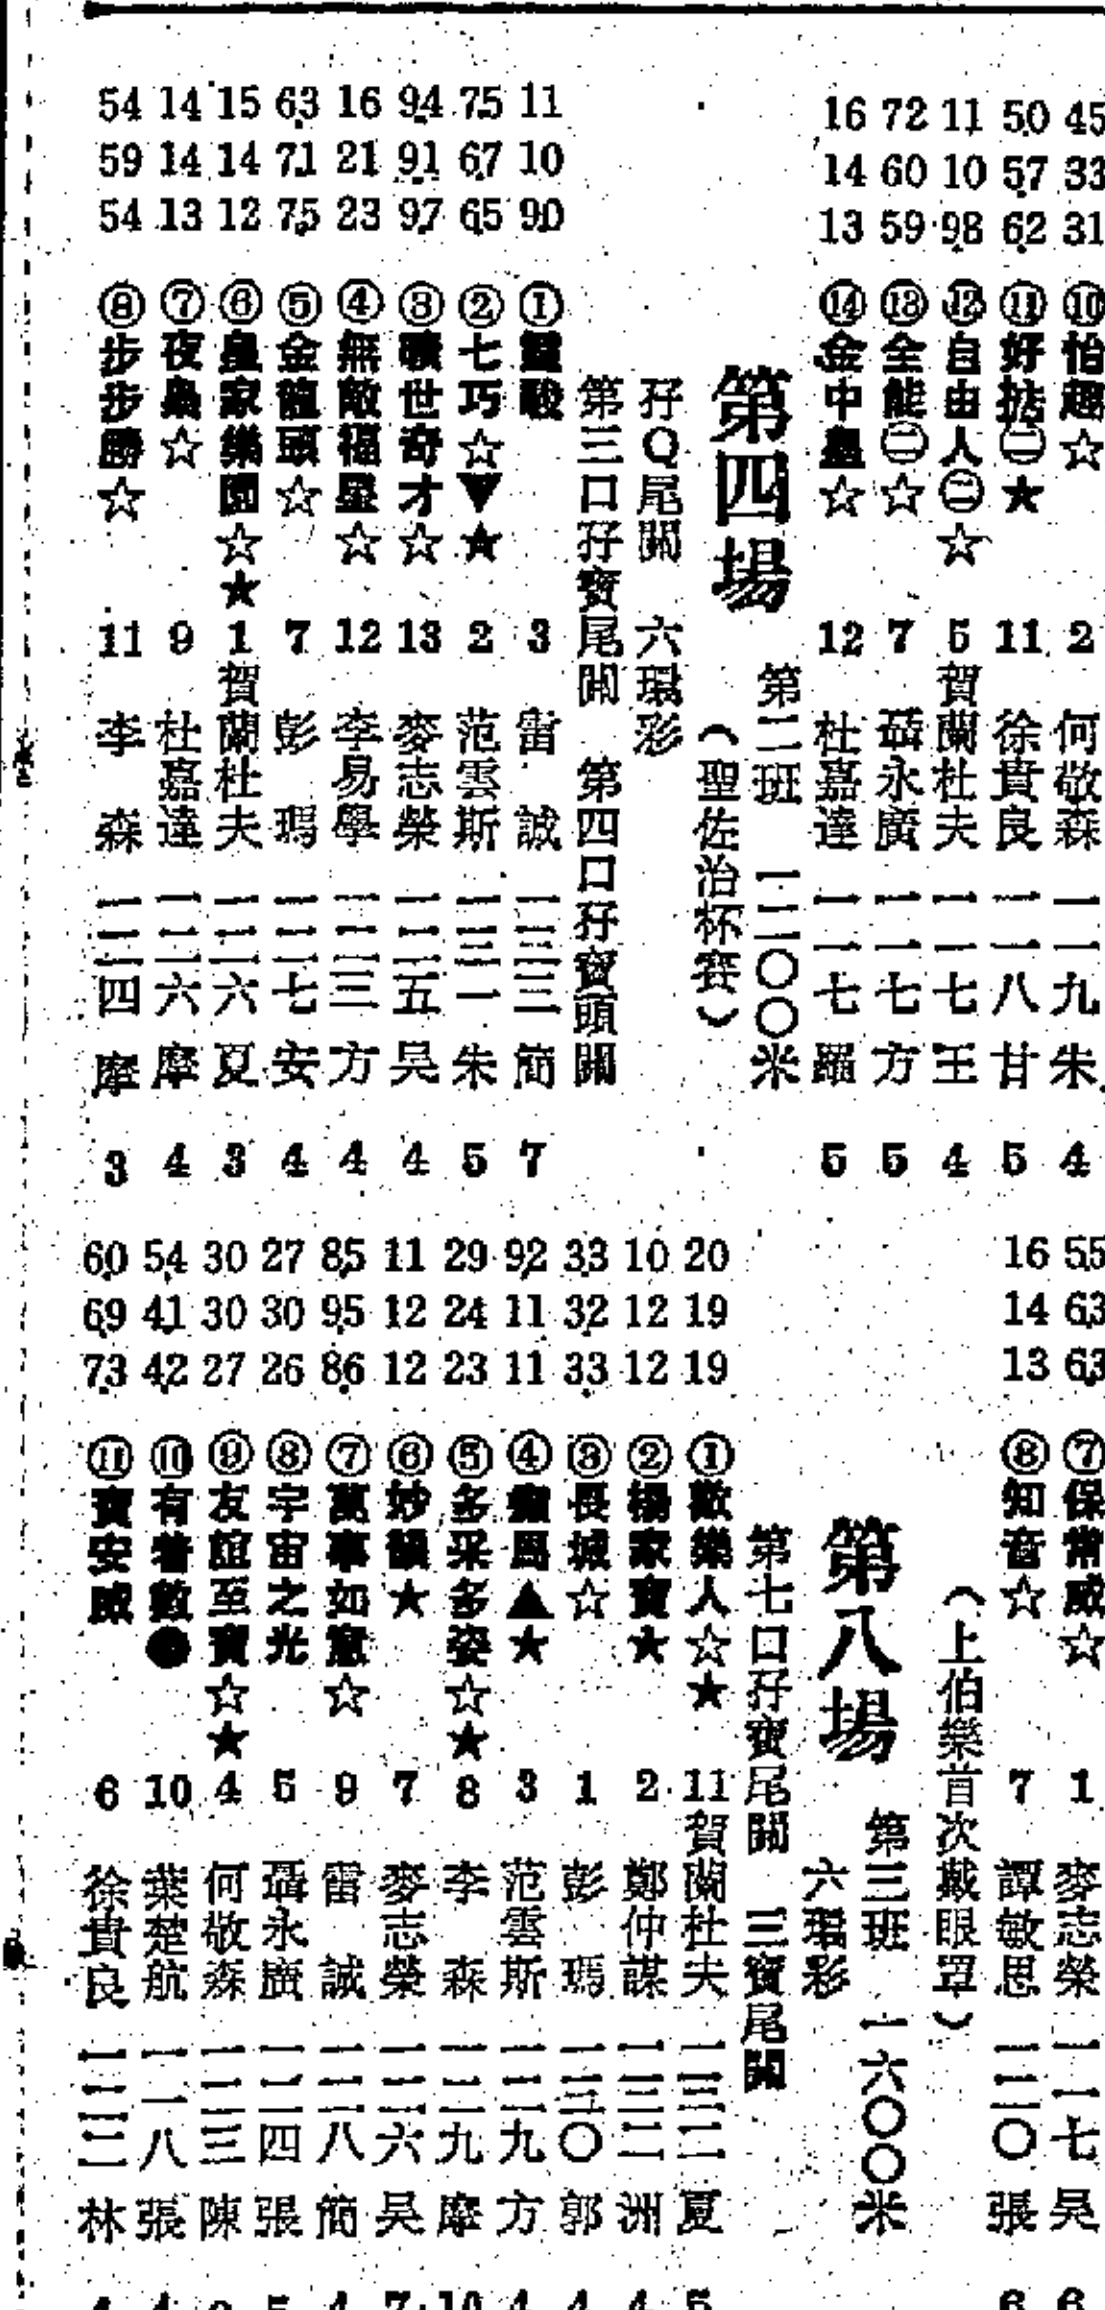 45 33 31 ⑩怡趣☆ 2 何敬森 一一九 朱 4
50 57 62 ⑪好掂㊁★ 11 徐貴良 一一八 甘 5
11 10 98 ⑫自由人㊁☆ 5 賀蘭杜夫 一一七 王 4
72 60 59 ⑬全能㊁☆ 7 聶永廣 一一七 方 5
16 14 13 ⑭金中皇☆ 12 杜嘉達 一一七 羅 5
第四場 第二班 一二〇〇米
(聖佐治杯賽)
孖Q尾關 六環彩
第三口孖寶尾關 第四口孖寶頭關
11 10 90 ①靈駿 3 雷誠 一三三 簡 7
75 67 65 ②七巧☆▼★ 2 范雲斯 一三一 朱 5
94 91 97 ③曠世奇才☆ 13 麥志榮 一二五 吳 4
16 21 23 ④無敵福星☆ 12 李易學 一二三 方 4
63 71 75 ⑤金龍頭☆ 7 彭瑪 一二七 安 4
15 14 12 ⑥皇家樂園☆★ 1 賀蘭杜夫 一二六 夏 3
14 14 13 ⑦夜梟☆ 9 杜嘉達 一二六 摩 4
54 59 54 ⑧步步勝☆ 11 李森 一二四 摩 3
55 63 63 ⑦保常威☆ 1 麥志榮 一一七 吳 6
16 14 13 ⑧知音☆ 7 譚敏思 一二〇 張 6
(上伯樂首次戴眼罩)
第八場 第三班 一六〇〇米
六環彩
第七口孖寶尾關 三寶尾關
20 19 19 ①歡樂人☆★ 11 賀蘭杜夫 一三二 夏 5
10 12 12 ②楊家寶★ 2 鄭仲謀 一三二 洲 4
33 32 33 ③長城☆ 1 彭瑪 一三〇 郭 4
92 11 11 ④馬▲★ 3 范雲斯 一二九 方 4
29 24 23 ⑤多采多姿☆★ 8 李森 一二九 摩 10
11 12 12 ⑥妙韻★ 7 麥志榮 一二六 吳 7
85 95 86 ⑦萬事如意☆ 9 雷誠 一二八 簡 4
27 30 26 ⑧宇宙之光 5 聶永廣 一二四 張 5
30 30 27 ⑨友誼至寶☆★ 4 何敬森 一二三 陳
54 41 42 ⑩有着數● 10 葉楚航 一一八 張 4
60 69 73 ⑪寶安威 6 徐貴良 一二二 林 4